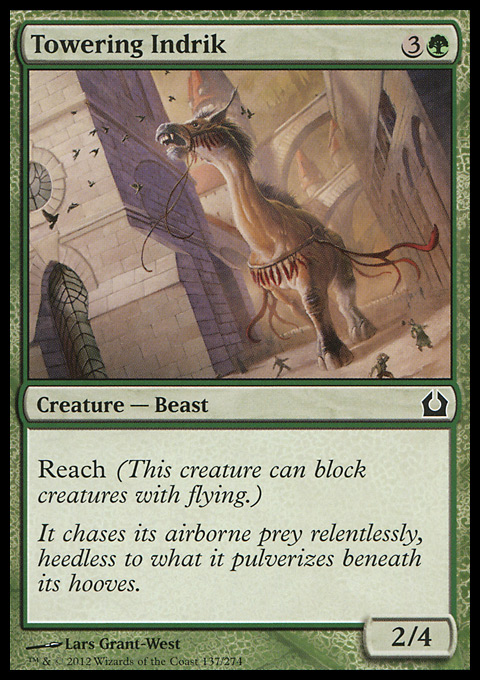 Towering Indrik 3
Creature — Beast
Reach (This creature can block
creatures with flying.)
It chases its airborne prey relentlessly,
heedless to what it pulverizes beneath
its hooves.
2/4
Lars Grant-West
™ & © 2012 Wizards of the Coast 137/274